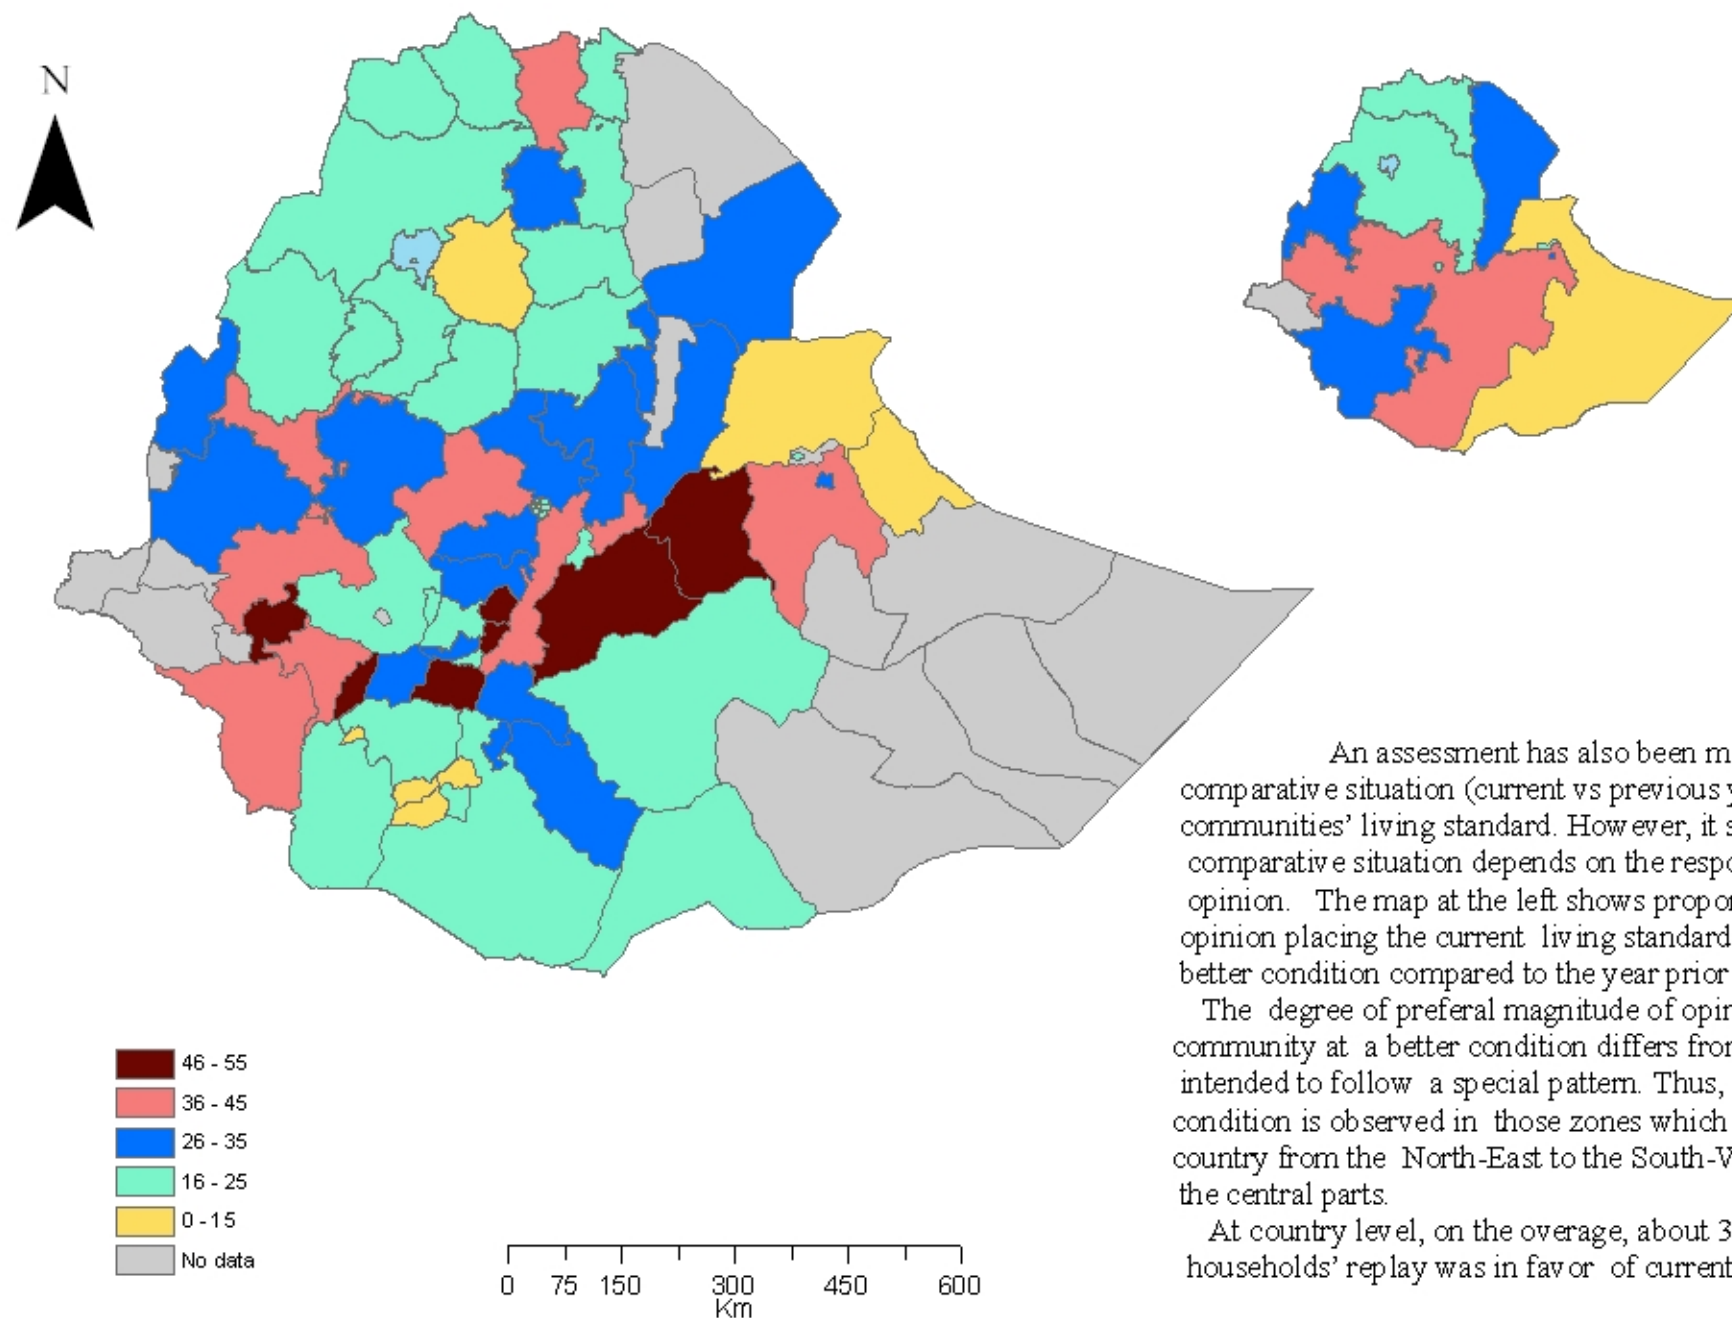 N
An assessment has also been m
comparative situation (current vs previous y
communities' living standard. However, it s
comparative situation depends on the respo
opinion. The map at the left shows propor
opinion placing the current living standard
better condition compared to the year prior
The degree of preferal magnitude of opin
community at a better condition differs from
intended to follow a special pattern. Thus,
condition is observed in those zones which
country from the North-East to the South-W
the central parts.
At country level, on the overage, about 3
households' replay was in favor of current
46 - 55
36 - 45
26 - 35
16 - 25
0 - 15
No data
0 75 150 300 450 600
Km